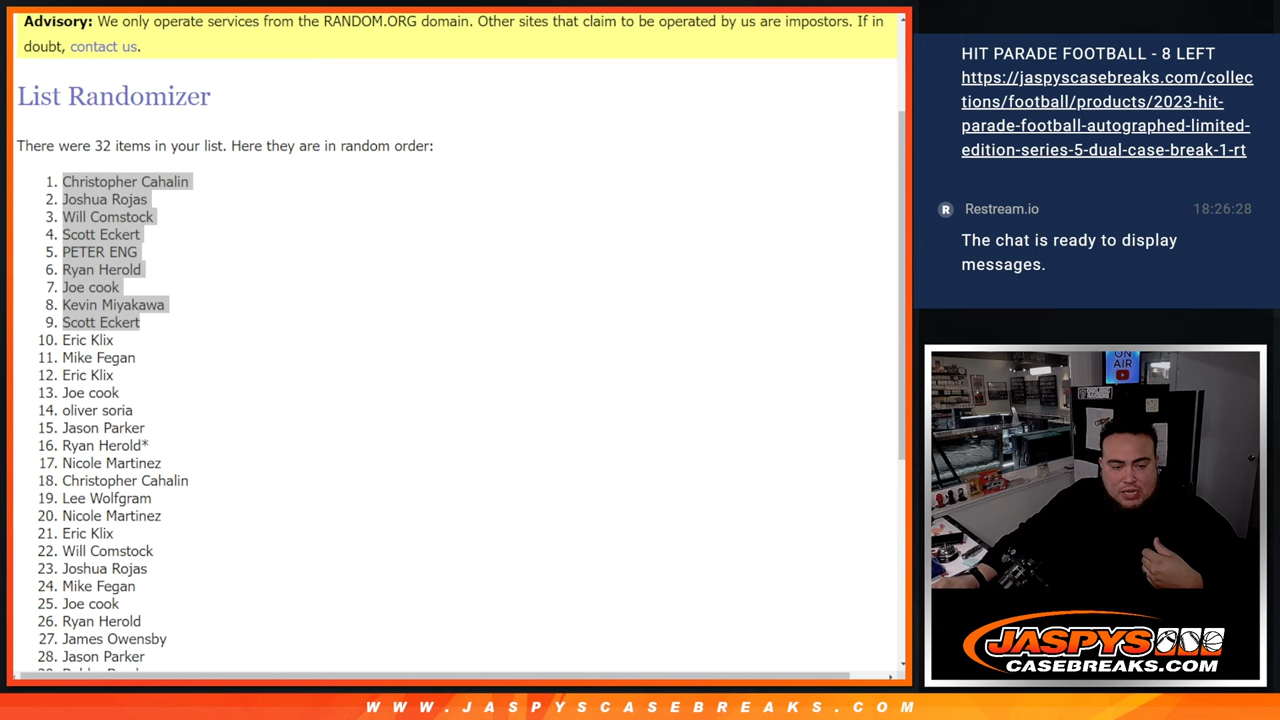 Advisory: We only operate services from the RANDOM.ORG domain. Other sites that claim to be operated by us are impostors. If in
doubt, contact us.
List Randomizer
There were 32 items in your list. Here they are in random order:
1. Christopher Cahalin
2. Joshua Rojas
3. Will Comstock
4. Scott Eckert
5. PETER ENG
6. Ryan Herold
7. Joe cook
8. Kevin Miyakawa
9. Scott Eckert
10. Eric Klix
11. Mike Fegan
12. Eric Klix
13. Joe cook
14. oliver soria
15. Jason Parker
16. Ryan Herold*
17. Nicole Martinez
18. Christopher Cahalin
19. Lee Wolfgram
20. Nicole Martinez
21. Eric Klix
22. Will Comstock
23. Joshua Rojas
24. Mike Fegan
25. Joe cook
26. Ryan Herold
27. James Owensby
28. Jason Parker
HIT PARADE FOOTBALL - 8 LEFT
https://jaspyscasebreaks.com/collec
tions/football/products/2023-hit-
parade-football-autographed-limited-
edition-series-5-dual-case-break-1-rt
R Restream.io 18:26:28
The chat is ready to display
messages.
ON
AIR
JASPYS
CASEBREAKS.COM
WWW.JASPYSCASEBREAKS.COM